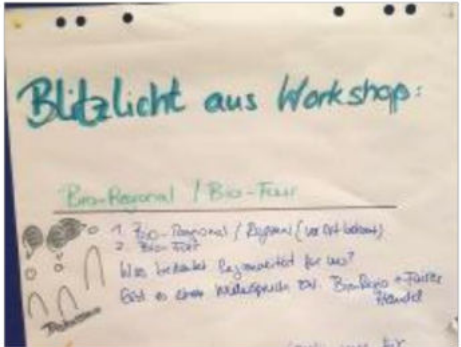 Blitzlicht aus Workshop:
Bio-Regional / Bio-Fair
1. Bio-Regional / Regional (vor Ort bekannt)
2. Bio-Fair
Was bedeutet Regionalität für uns?
Gibt es einen Widerspruch zw. Bio-Regio + Fairer
Handel